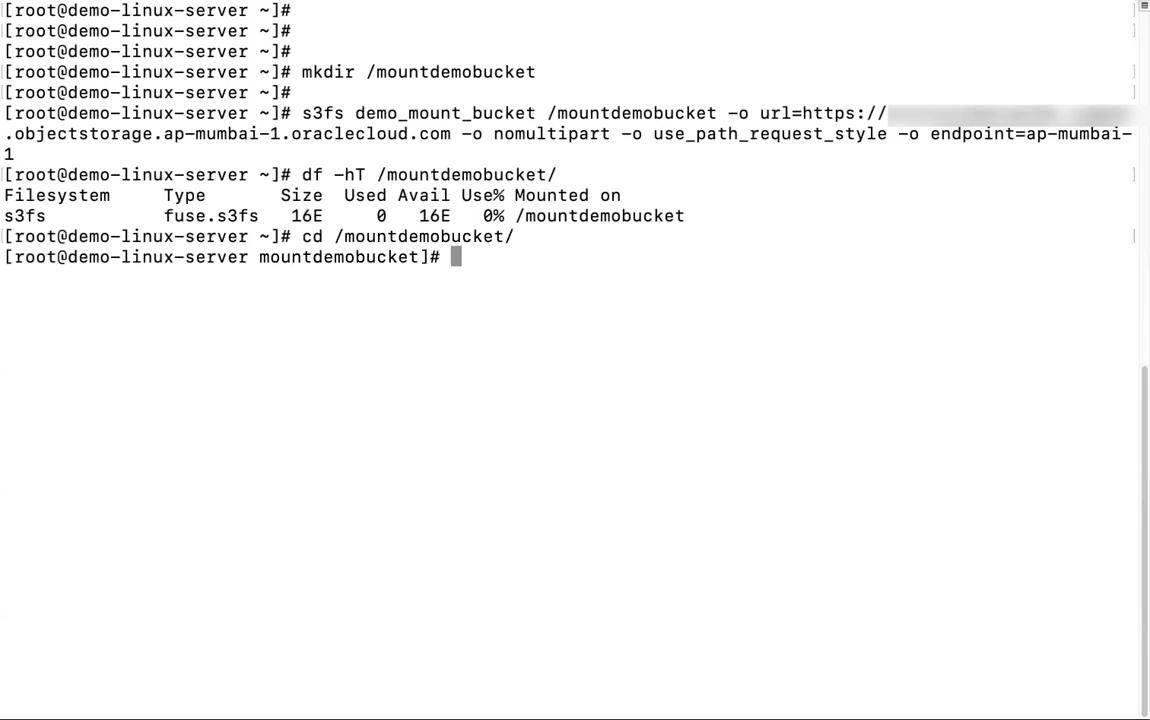 [root@demo-linux-server ~]#
[root@demo-linux-server ~]#
[root@demo-linux-server ~]#
[root@demo-linux-server ~]# mkdir /mountdemobucket
[root@demo-linux-server ~]#
[root@demo-linux-server ~]# s3fs demo_mount_bucket /mountdemobucket -o url=https://
.objectstorage.ap-mumbai-1.oraclecloud.com -o nomultipart -o use_path_request_style -o endpoint=ap-mumbai-
1
[root@demo-linux-server ~]# df -hT /mountdemobucket/
Filesystem     Type        Size  Used Avail Use% Mounted on
s3fs           fuse.s3fs   16E     0   16E   0% /mountdemobucket
[root@demo-linux-server ~]# cd /mountdemobucket/
[root@demo-linux-server mountdemobucket]#